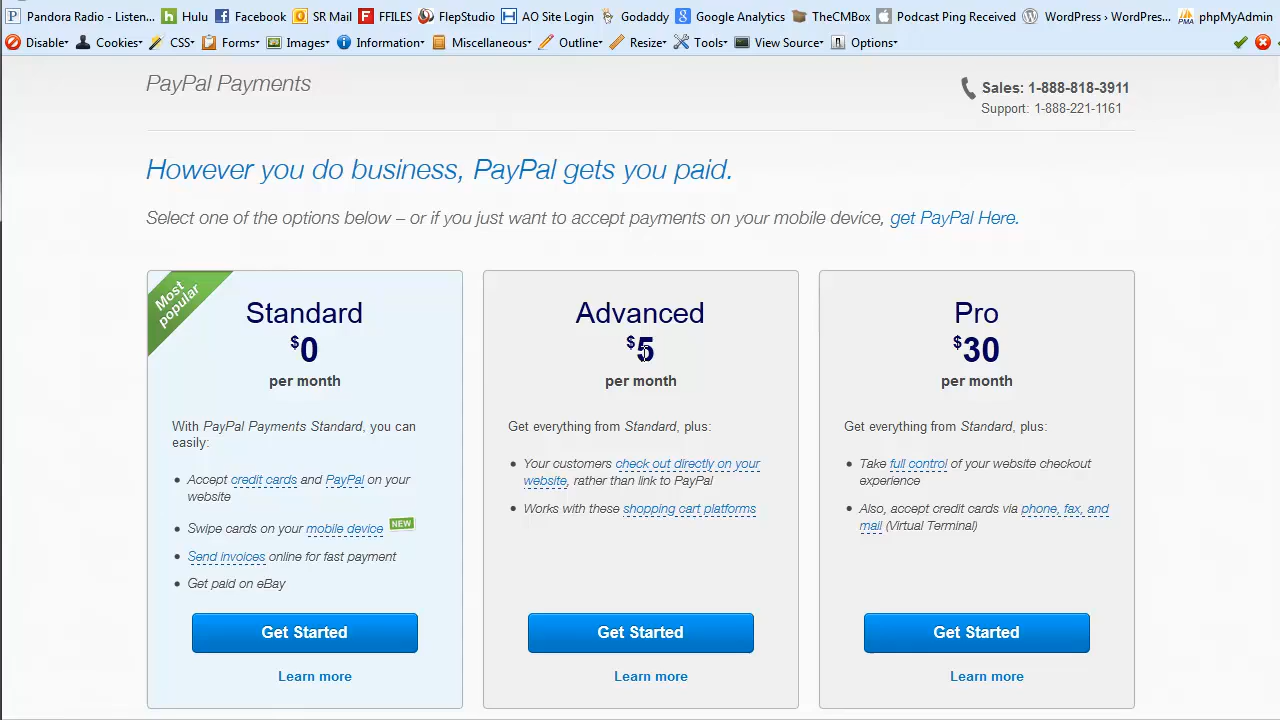 Pandora Radio - Listen... Hulu Facebook SR Mail FFILES PlepStudio AO Site Login Godaddy Google Analytics TheCMBox Podcast Ping Received WordPress › WordPr... phpMyAdmin
Disable Cookies CSS Forms Images Information Miscellaneous Outline Resize Tools View Source Options
PayPal Payments
Sales: 1-888-818-3911
Support: 1-888-221-1161
However you do business, PayPal gets you paid.
Select one of the options below – or if you just want to accept payments on your mobile device, get PayPal Here.
Most popular
Standard
$0
per month
With PayPal Payments Standard, you can
easily:
Accept credit cards and PayPal on your
website
Swipe cards on your mobile device NEW
Send invoices online for fast payment
Get paid on eBay
Get Started
Learn more
Advanced
$5
per month
Get everything from Standard, plus:
Your customers check out directly on your
website, rather than link to PayPal
Works with these shopping cart platforms
Get Started
Learn more
Pro
$30
per month
Get everything from Standard, plus:
Take full control of your website checkout
experience
Also, accept credit cards via phone, fax, and
mail (Virtual Terminal)
Get Started
Learn more